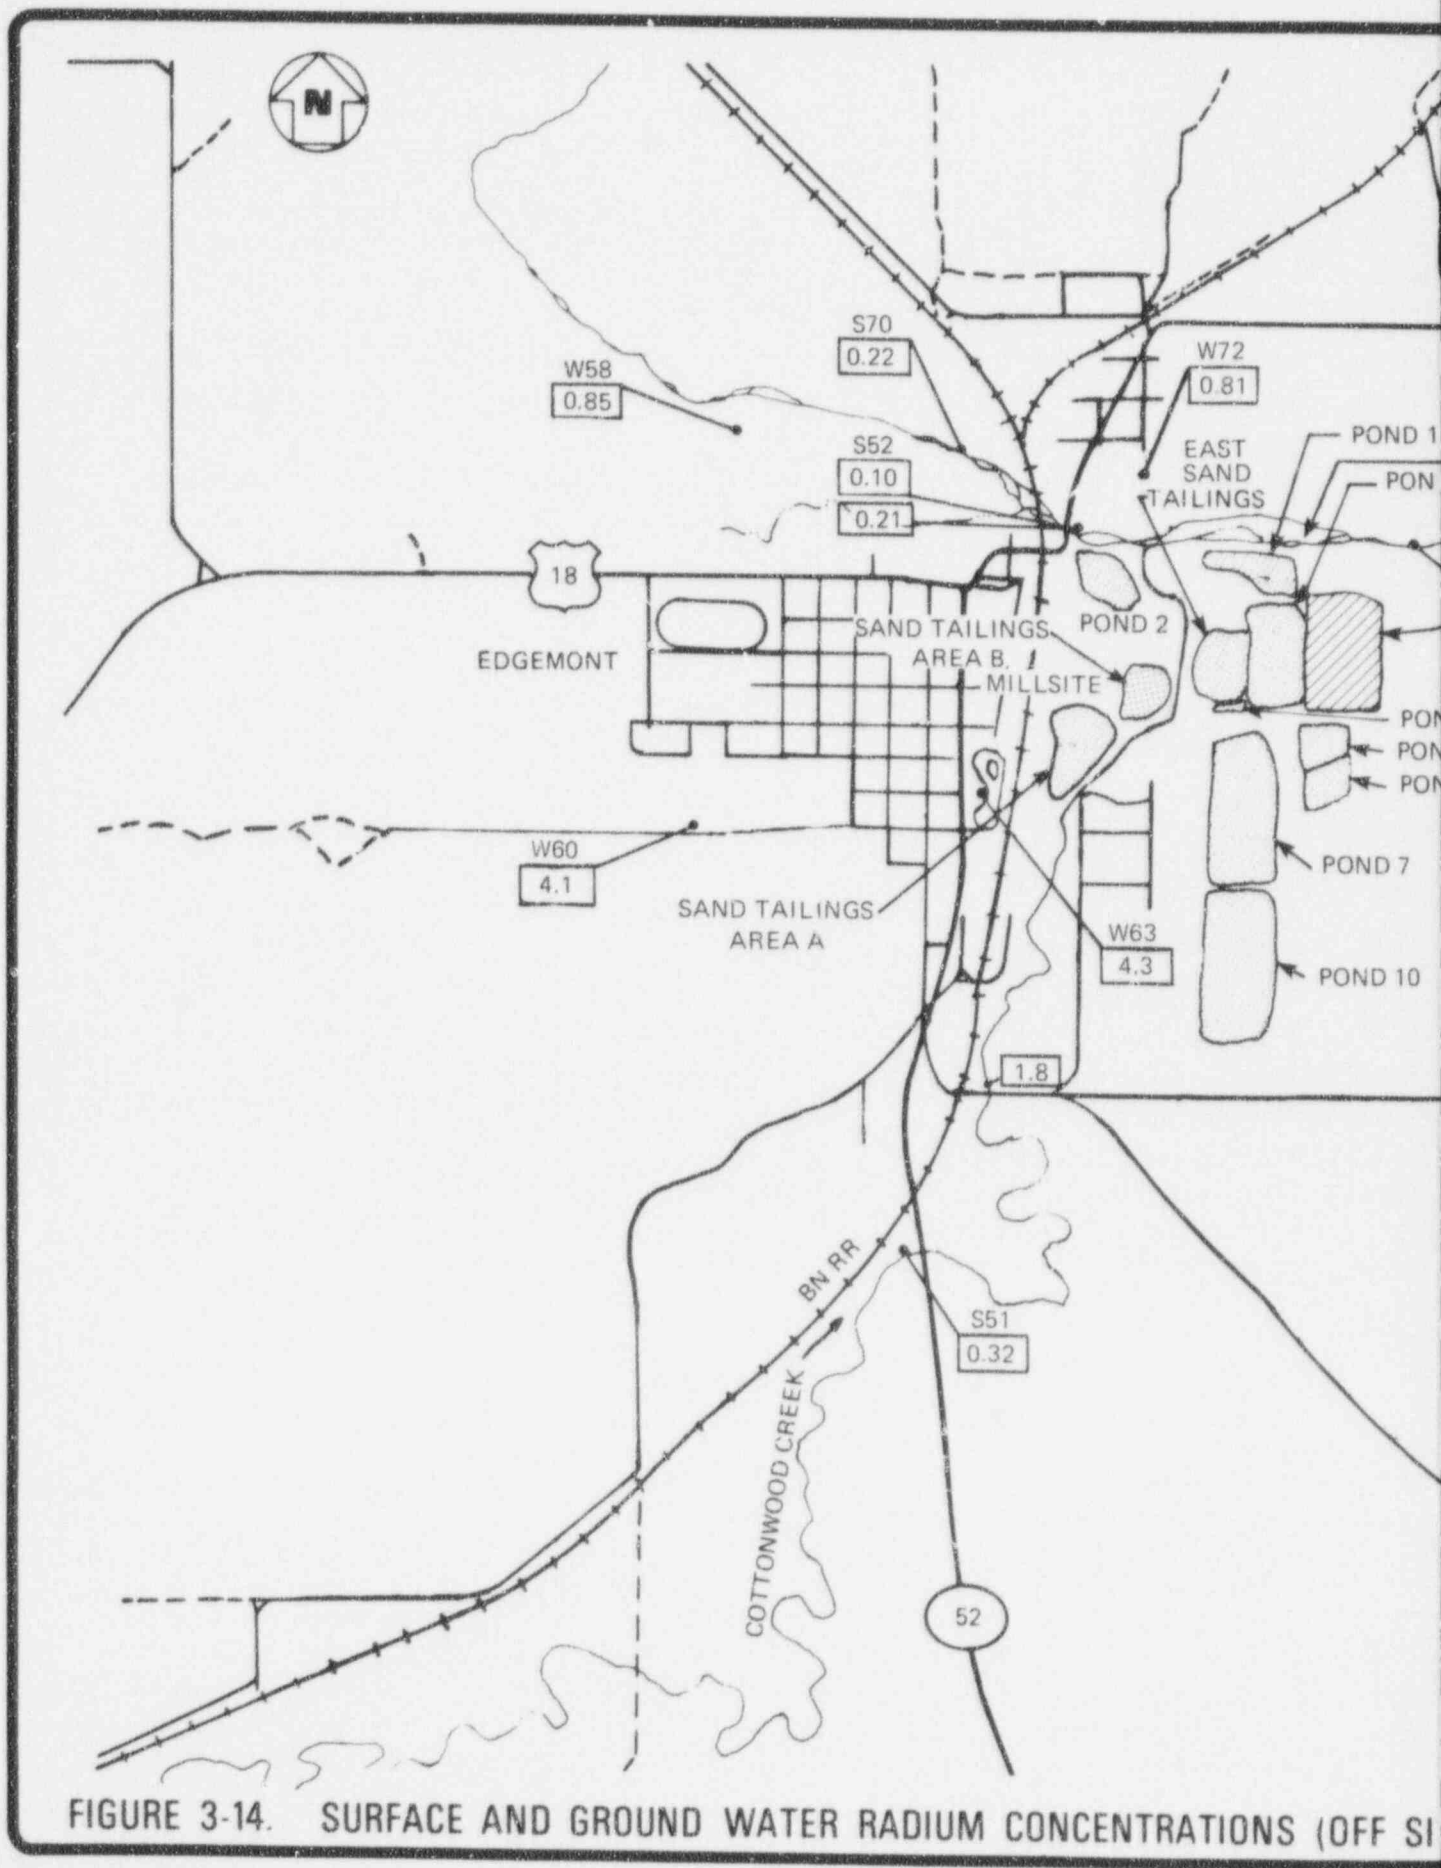 N
S70
0.22
W58
0.85
W72
0.81
S52
0.10
0.21
EAST
SAND
TAILINGS
POND 1
PON
18
EDGEMONT
SAND TAILINGS
AREA B.
MILLSITE
POND 2
PON
PON
PON
W60
4.1
SAND TAILINGS
AREA A
POND 7
W63
4.3
POND 10
1.8
BN RR
S51
0.32
COTTONWOOD CREEK
52
FIGURE 3-14. SURFACE AND GROUND WATER RADIUM CONCENTRATIONS (OFF SI